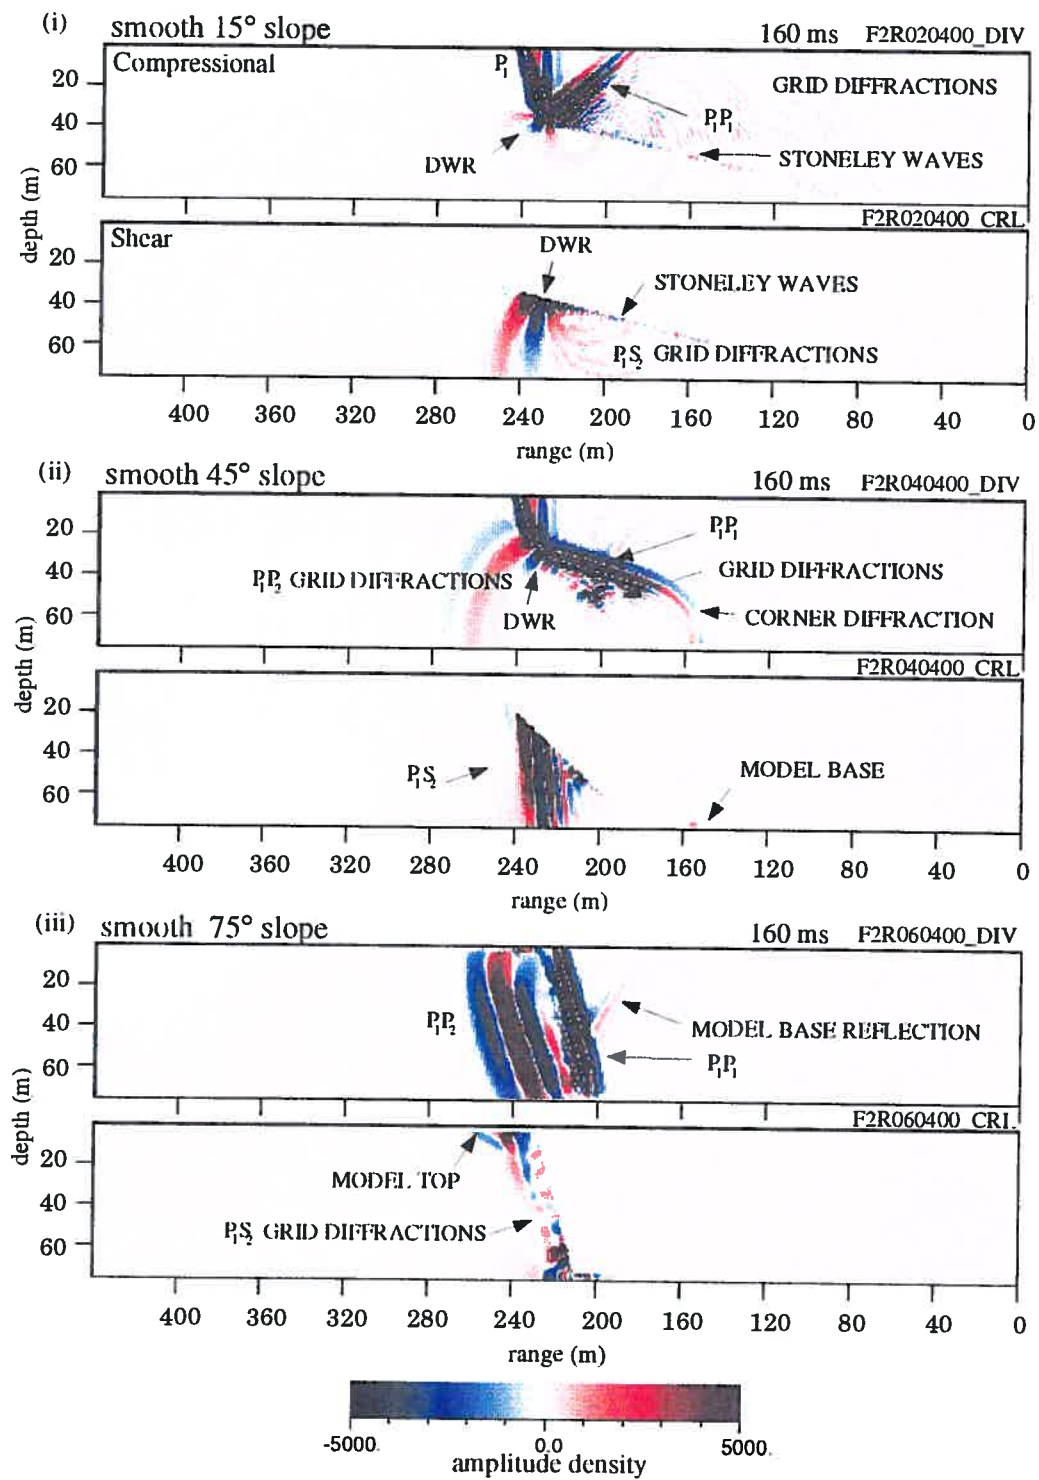 (i) smooth 15° slope 160 ms F2R020400_DIV
Compressional
P₁
GRID DIFFRACTIONS
P₁P₁
DWR
STONELEY WAVES
20
40
60
F2R020400_CRL
Shear
DWR
STONELEY WAVES
P₁S₂ GRID DIFFRACTIONS
20
40
60
depth (m)
400 360 320 280 240 200 160 120 80 40 0
range (m)
(ii) smooth 45° slope 160 ms F2R040400_DIV
P₁P₁
P₁P₂ GRID DIFFRACTIONS
GRID DIFFRACTIONS
DWR
CORNER DIFFRACTION
20
40
60
F2R040400_CRL
P₁S₂
MODEL BASE
20
40
60
depth (m)
400 360 320 280 240 200 160 120 80 40 0
range (m)
(iii) smooth 75° slope 160 ms F2R060400_DIV
P₁P₂
MODEL BASE REFLECTION
P₁P₁
20
40
60
F2R060400_CRL
MODEL TOP
P₁S₂ GRID DIFFRACTIONS
20
40
60
depth (m)
400 360 320 280 240 200 160 120 80 40 0
range (m)
-5000. 0.0 5000.
amplitude density